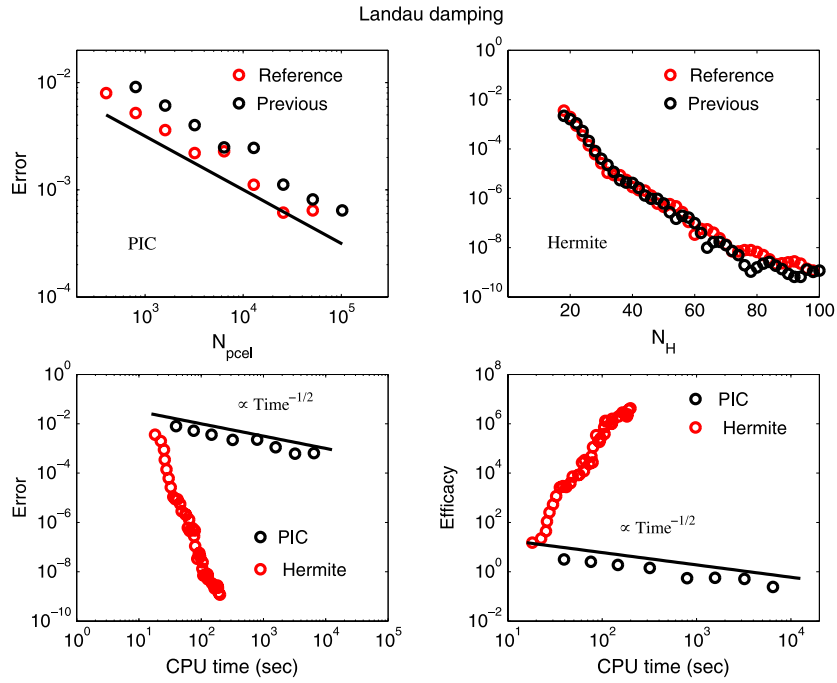 Landau damping
Error
10^−2
10^−3
10^−4
Reference
Previous
PIC
10^3
10^4
10^5
N_pcel
10^0
10^−2
10^−4
10^−6
10^−8
10^−10
Reference
Previous
Hermite
20
40
60
80
100
N_H
Error
10^0
10^−2
10^−4
10^−6
10^−8
10^−10
∝ Time^−1/2
PIC
Hermite
10^0
10^1
10^2
10^3
10^4
10^5
CPU time (sec)
Efficacy
10^8
10^6
10^4
10^2
10^0
10^−2
PIC
Hermite
∝ Time^−1/2
10^1
10^2
10^3
10^4
CPU time (sec)